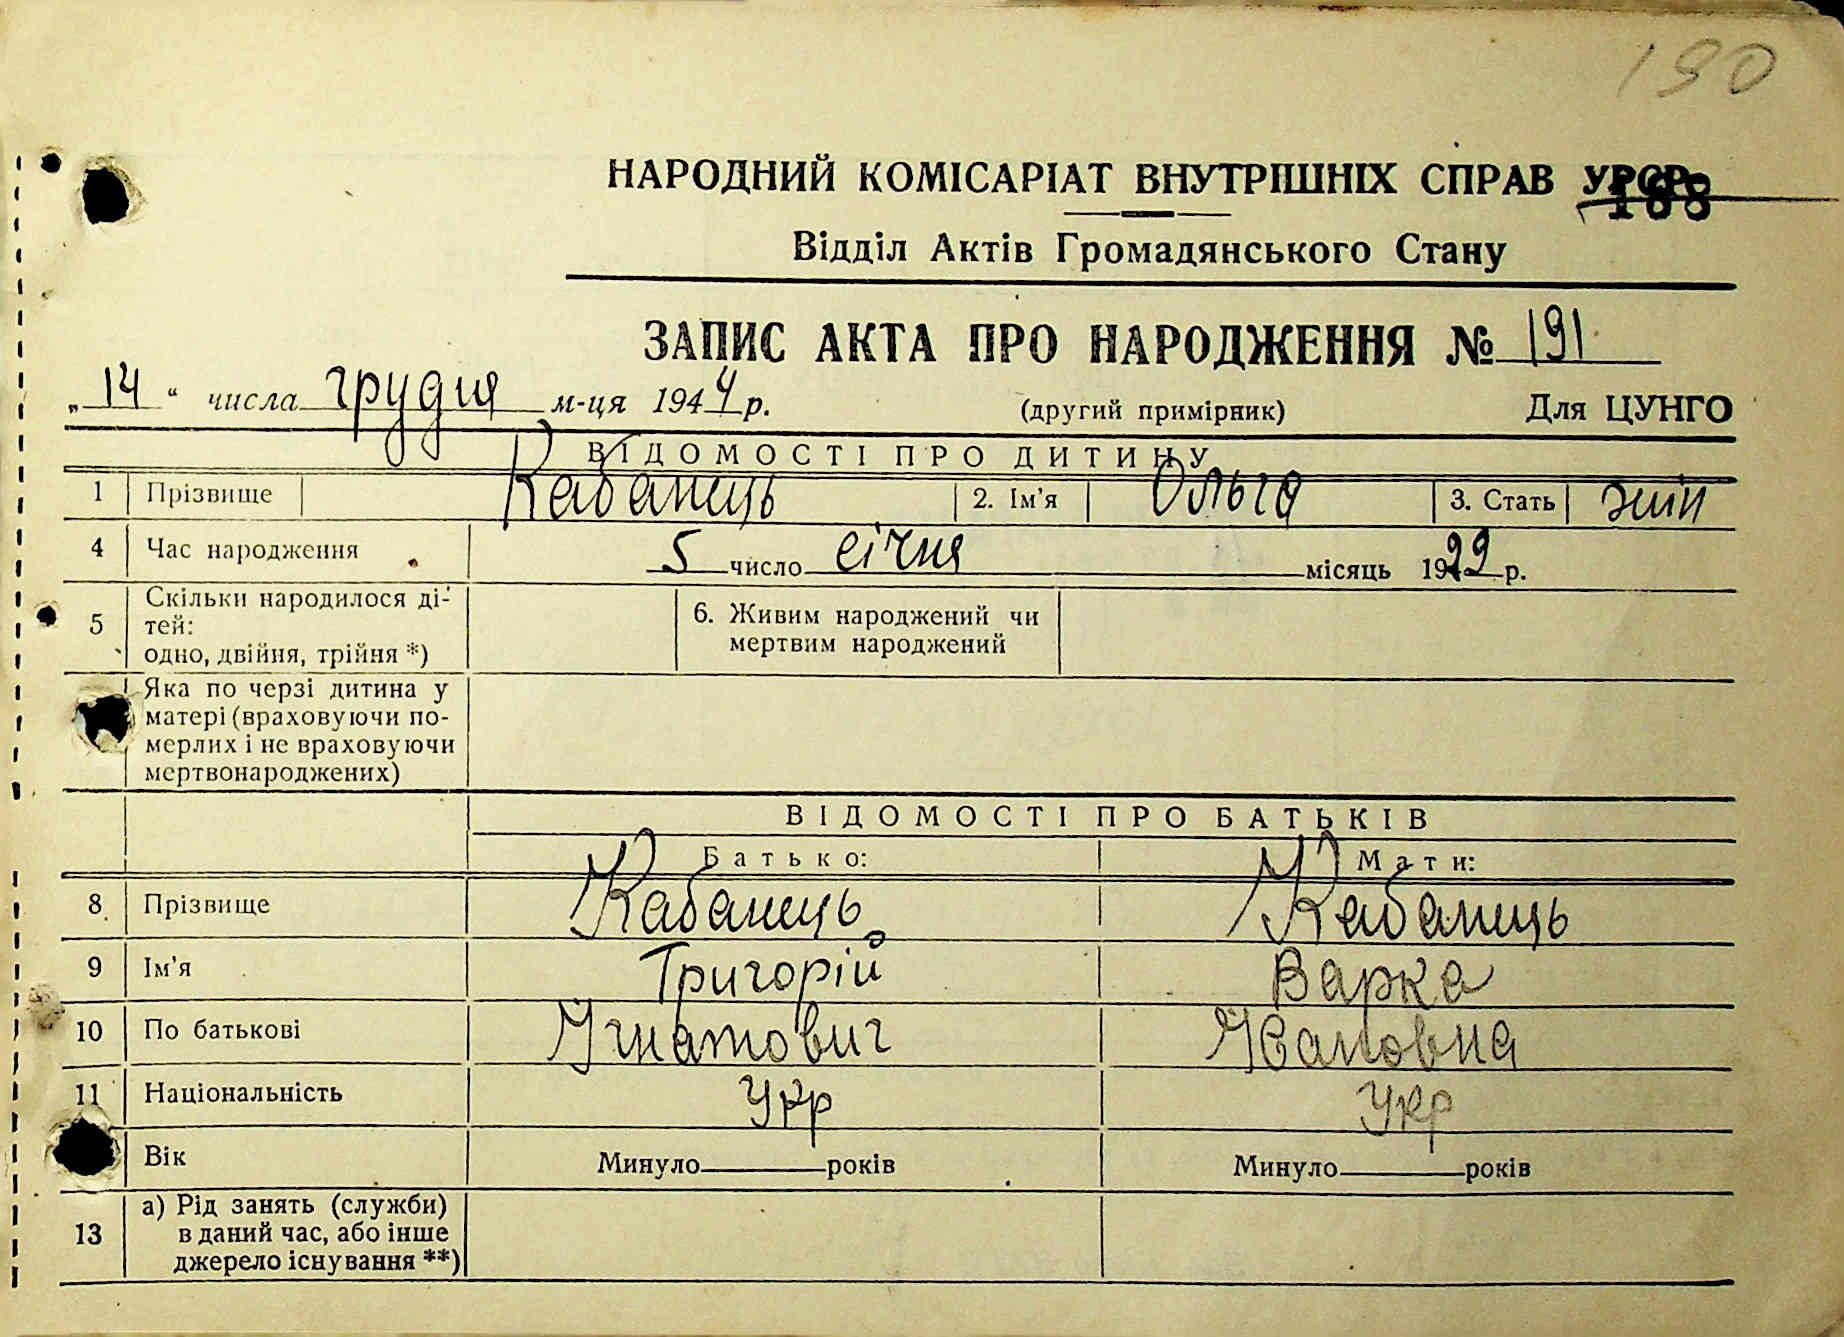 190
НАРОДНИЙ КОМІСАРІАТ ВНУТРІШНІХ СПРАВ УРСР
188
Відділ Актів Громадянського Стану
ЗАПИС АКТА ПРО НАРОДЖЕННЯ № 191
„14“ числа грудня м-ця 1944 р. (другий примірник) Для ЦУНГО
ВІДОМОСТІ ПРО ДИТИНУ
1 Прізвище Кабанець 2. Ім'я Ольга 3. Стать жін
4 Час народження 5 число січня місяць 1929 р.
5 Скільки народилося ді-
тей:
одно, двійня, трійня *)
6. Живим народжений чи
мертвим народжений
Яка по черзі дитина у
матері (враховуючи по-
мерлих і не враховуючи
мертвонароджених)
ВІДОМОСТІ ПРО БАТЬКІВ
Батько: Мати:
8. Прізвище Кабанець Кабанець
9 Ім'я Григорій Варка
10 По батькові Игнатович Ивановна
11 Національність Укр Укр
Вік Минуло років Минуло років
13 а) Рід занять (служби)
в даний час, або інше
джерело існування **)